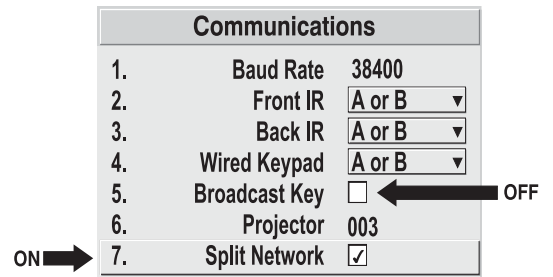 Communications
1. Baud Rate 38400
2. Front IR A or B
3. Back IR A or B
4. Wired Keypad A or B
5. Broadcast Key OFF
6. Projector 003
ON 7. Split Network ✓